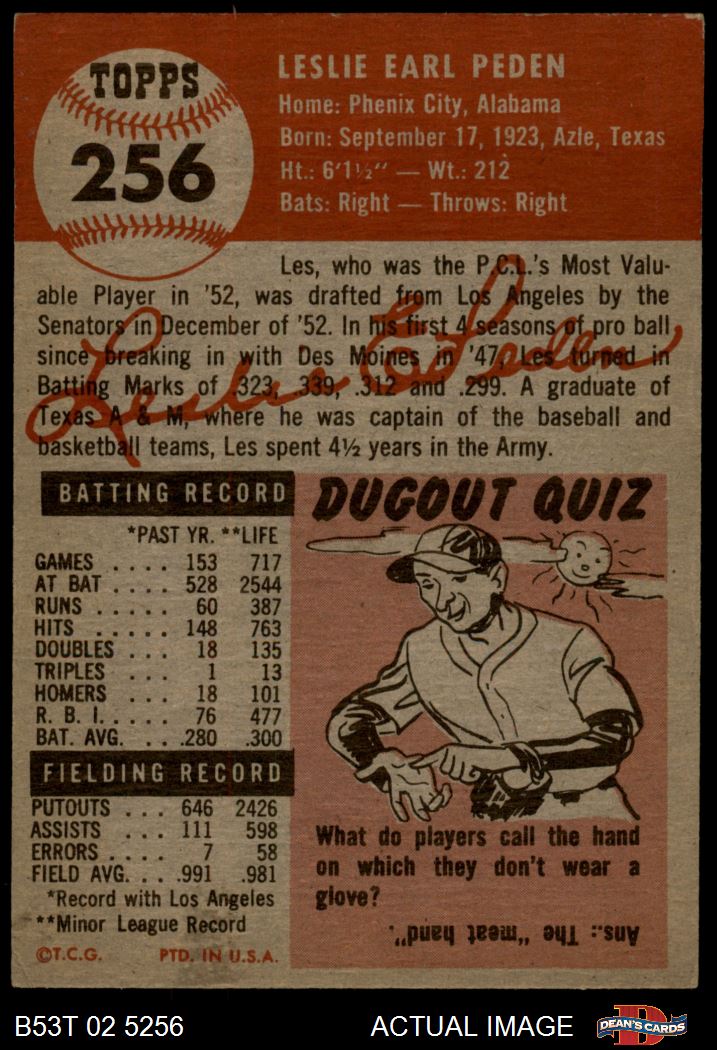 TOPPS
256
LESLIE EARL PEDEN
Home: Phenix City, Alabama
Born: September 17, 1923, Azle, Texas
Ht.: 6'1½" — Wt.: 212
Bats: Right — Throws: Right
Les, who was the P.C.L.'s Most Valu-
able Player in '52, was drafted from Los Angeles by the
Senators in December of '52. In his first 4 seasons of pro ball
since breaking in with Des Moines in '47, Les turned in
Batting Marks of .323, .339, .312 and .299. A graduate of
Texas A & M, where he was captain of the baseball and
basketball teams, Les spent 4½ years in the Army.
Leslie E. Peden
BATTING RECORD
*PAST YR. **LIFE
GAMES .... 153 717
AT BAT .... 528 2544
RUNS ..... 60 387
HITS ..... 148 763
DOUBLES ... 18 135
TRIPLES ... 1 13
HOMERS ... 18 101
R. B. I. .... 76 477
BAT. AVG. ... .280 .300
FIELDING RECORD
PUTOUTS ... 646 2426
ASSISTS ... 111 598
ERRORS .... 7 58
FIELD AVG. ... .991 .981
*Record with Los Angeles
**Minor League Record
©T.C.G. PTD. IN U.S.A.
DUGOUT QUIZ
What do players call the hand
on which they don't wear a
glove?
Ans.: The "meat hand".
B53T 02 5256 ACTUAL IMAGE
DEAN'S CARDS